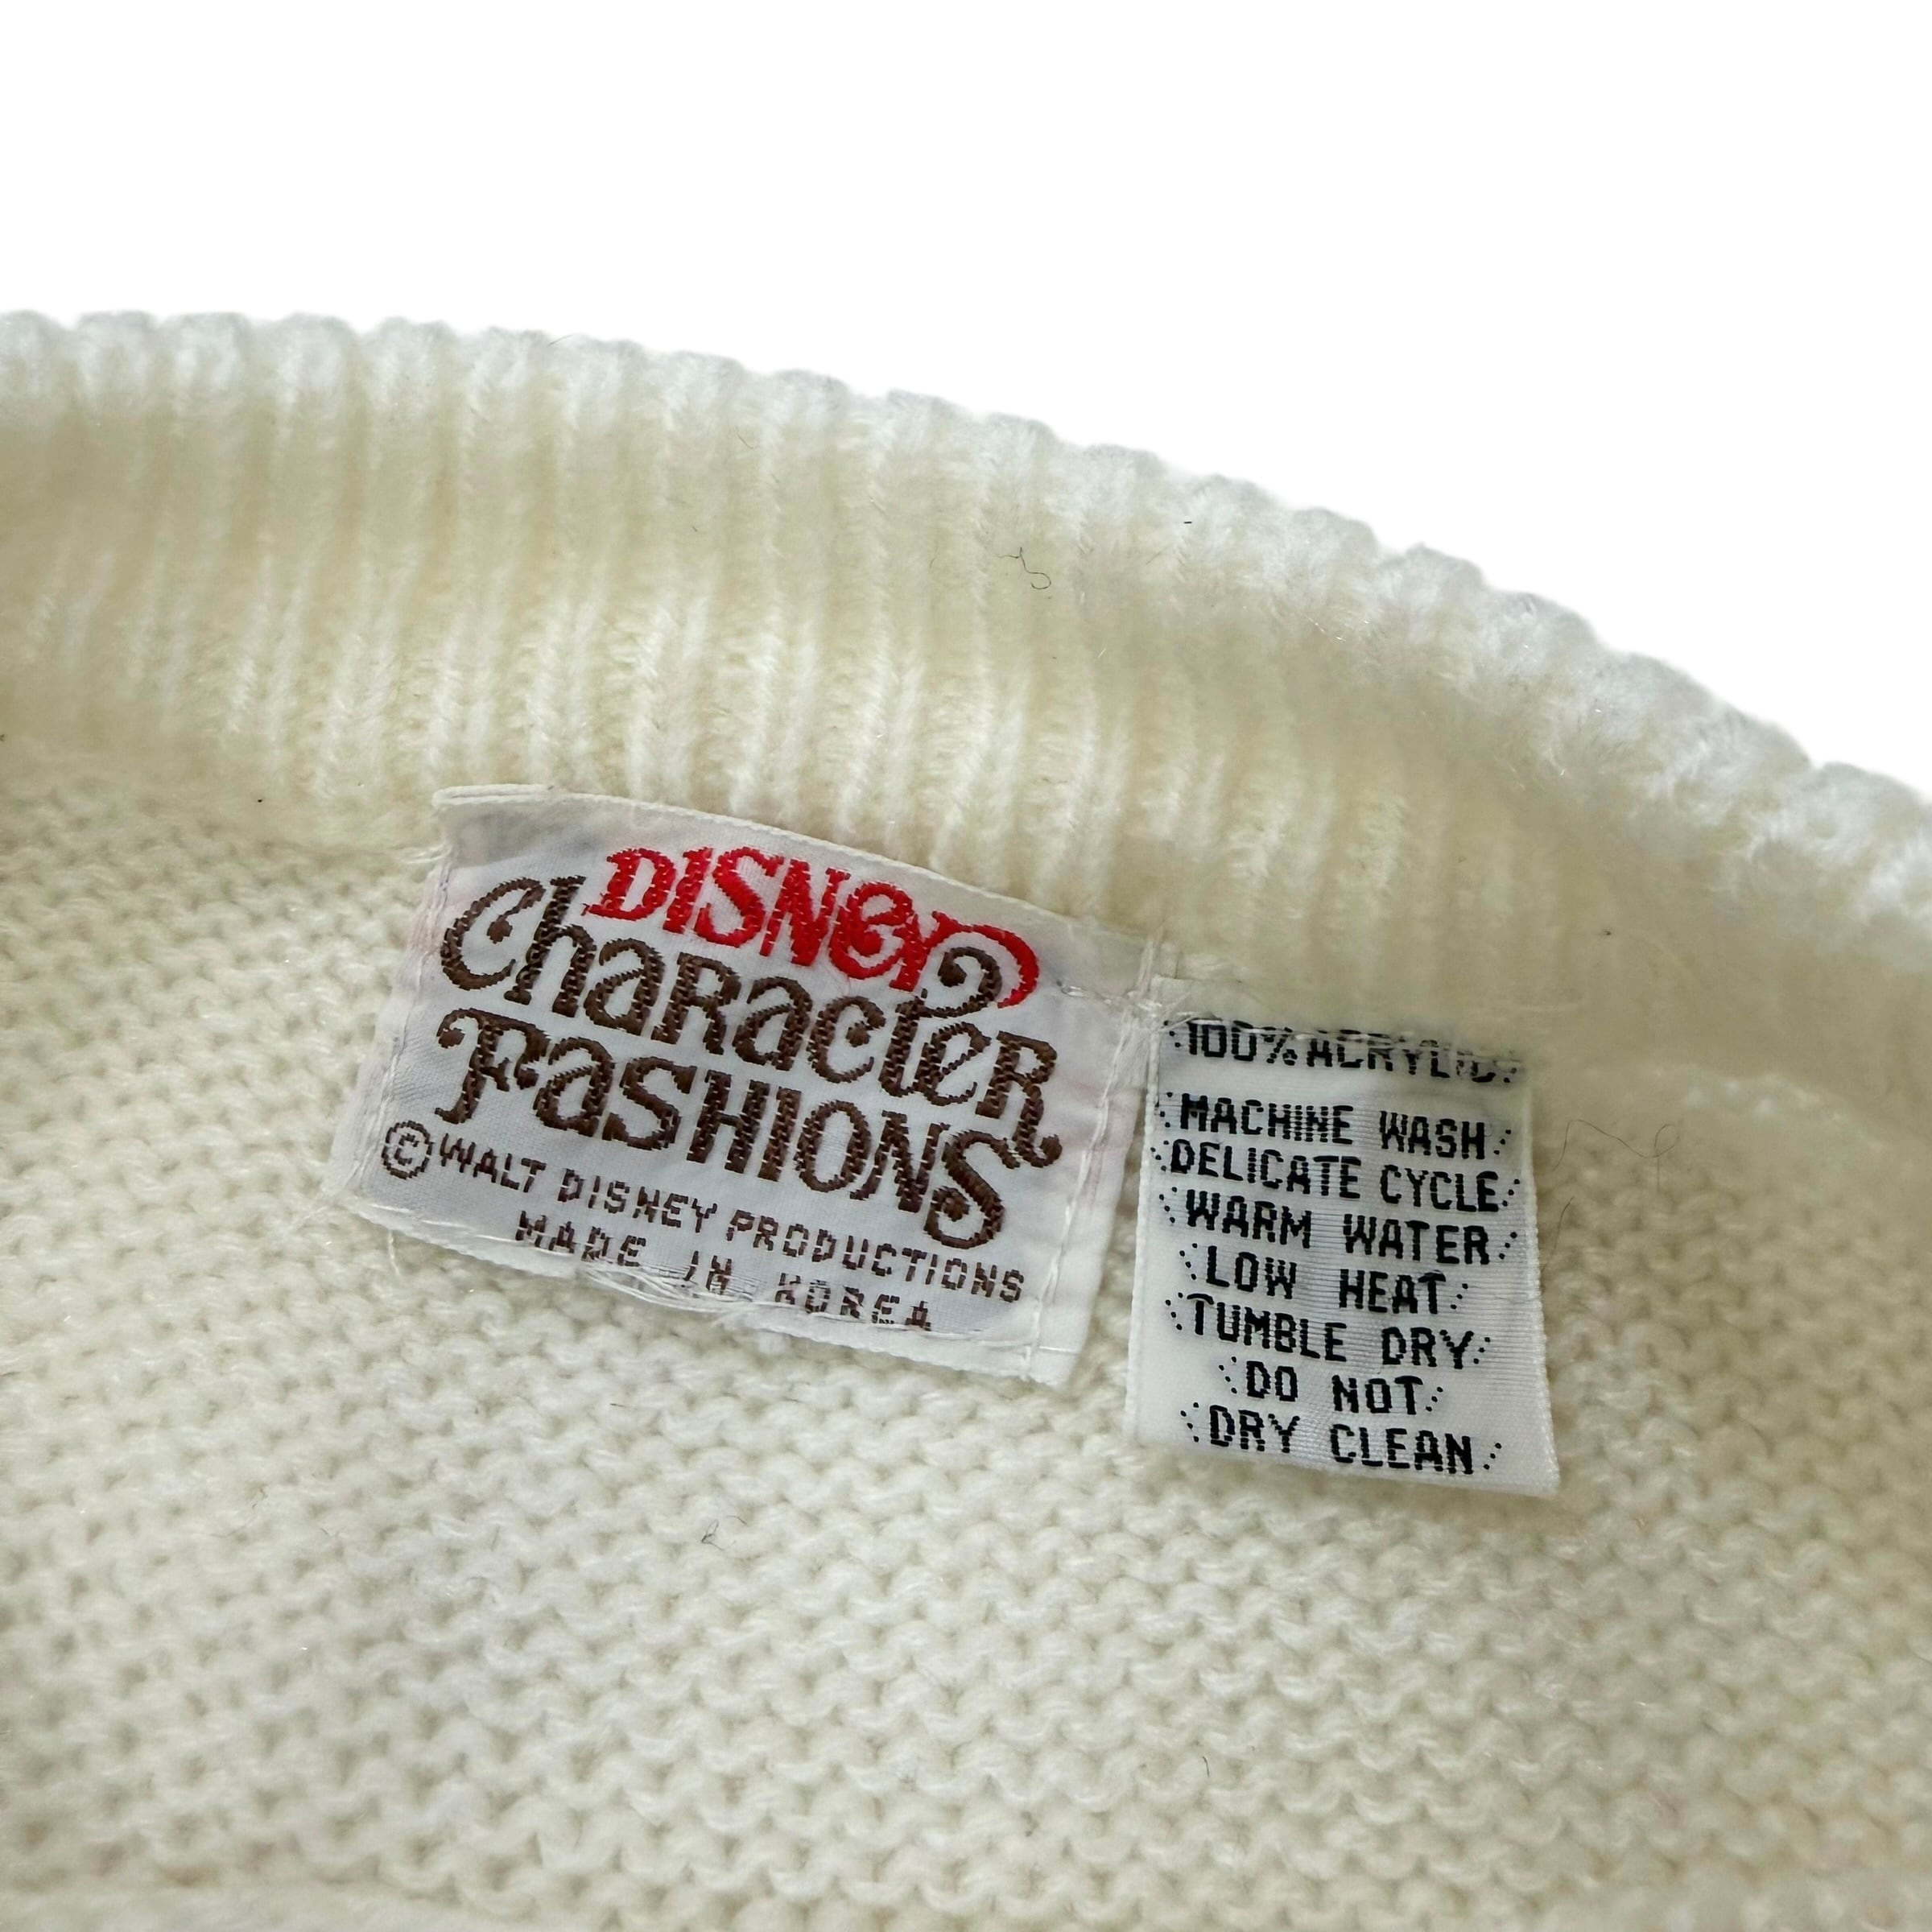 DISNEY
Character
Fashions
© WALT DISNEY PRODUCTIONS
MADE IN KOREA
100% ACRYLIC
MACHINE WASH
DELICATE CYCLE
WARM WATER
LOW HEAT
TUMBLE DRY
DO NOT
DRY CLEAN